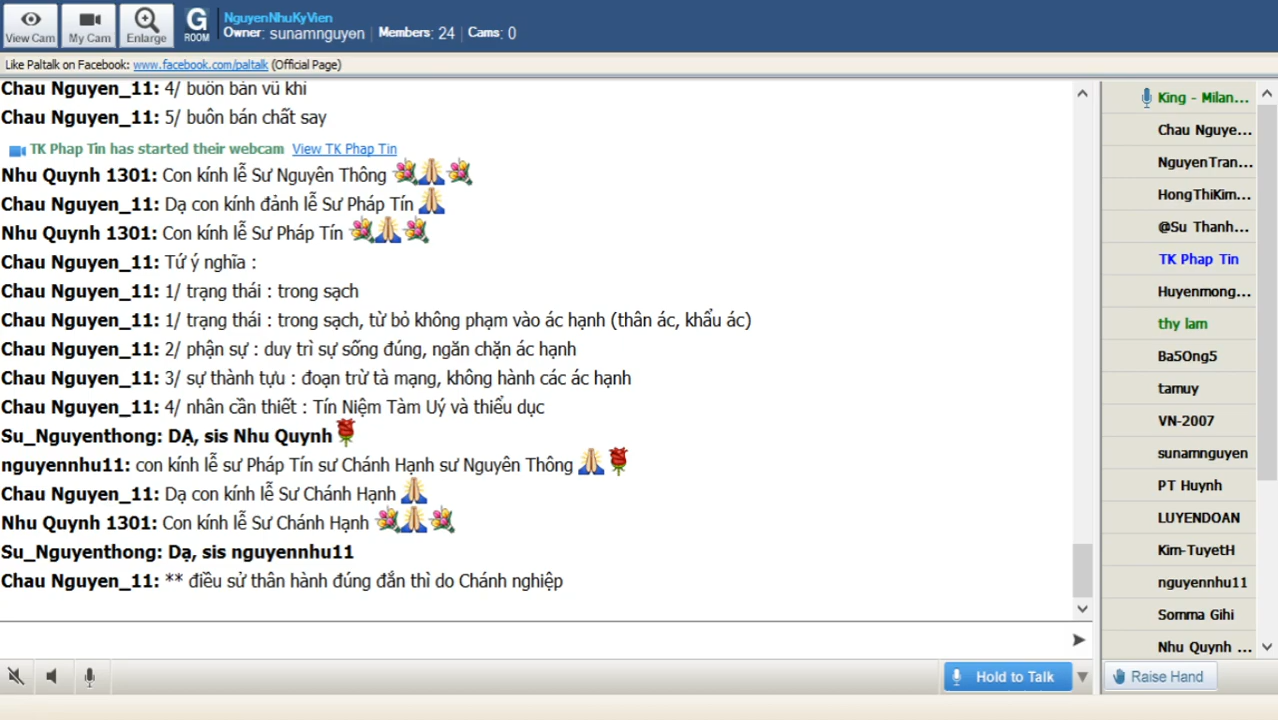 View Cam
My Cam
Enlarge
G
ROOM
NguyenNhuKyVien
Owner: sunamnguyen | Members: 24 | Cams: 0
Like Paltalk on Facebook: www.facebook.com/paltalk (Official Page)
Chau Nguyen_11: 4/ buôn bán vũ khí
Chau Nguyen_11: 5/ buôn bán chất say
TK Phap Tin has started their webcam View TK Phap Tin
Nhu Quynh 1301: Con kính lễ Sư Nguyên Thông
Chau Nguyen_11: Dạ con kính đảnh lễ Sư Pháp Tín
Nhu Quynh 1301: Con kính lễ Sư Pháp Tín
Chau Nguyen_11: Tứ ý nghĩa :
Chau Nguyen_11: 1/ trạng thái : trong sạch
Chau Nguyen_11: 1/ trạng thái : trong sạch, từ bỏ không phạm vào ác hạnh (thân ác, khẩu ác)
Chau Nguyen_11: 2/ phận sự : duy trì sự sống đúng, ngăn chặn ác hạnh
Chau Nguyen_11: 3/ sự thành tựu : đoạn trừ tà mạng, không hành các ác hạnh
Chau Nguyen_11: 4/ nhân cần thiết : Tín Niệm Tàm Uý và thiểu dục
Su_Nguyenthong: DẠ, sis Nhu Quynh
nguyennhu11: con kính lễ sư Pháp Tín sư Chánh Hạnh sư Nguyên Thông
Chau Nguyen_11: Dạ con kính lễ Sư Chánh Hạnh
Nhu Quynh 1301: Con kính lễ Sư Chánh Hạnh
Su_Nguyenthong: Dạ, sis nguyennhu11
Chau Nguyen_11: ** điều sử thân hành đúng đắn thì do Chánh nghiệp
Hold to Talk
King - Milan...
Chau Nguye...
NguyenTran...
HongThiKim...
@Su Thanh...
TK Phap Tin
Huyenmong...
thy lam
Ba5Ong5
tamuy
VN-2007
sunamnguyen
PT Huynh
LUYENDOAN
Kim-TuyetH
nguyennhu11
Somma Gihi
Nhu Quynh ...
Raise Hand